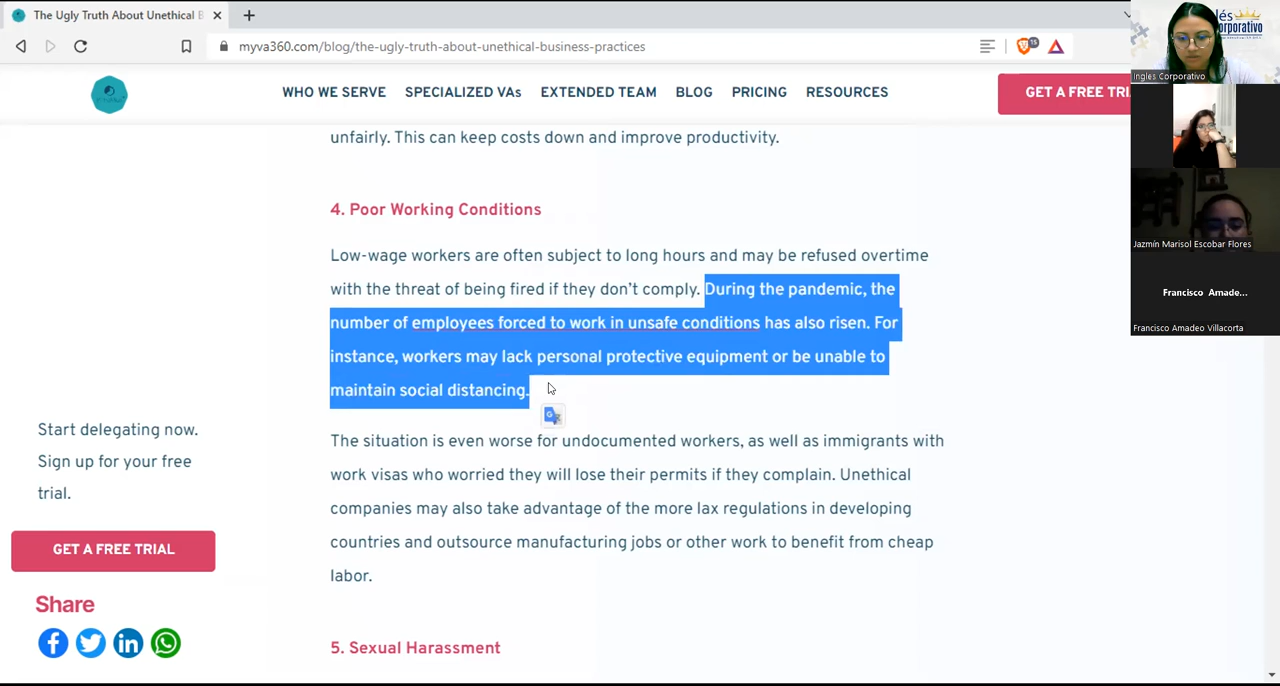 The Ugly Truth About Unethical B
myva360.com/blog/the-ugly-truth-about-unethical-business-practices
15
WHO WE SERVE
SPECIALIZED VAs
EXTENDED TEAM
BLOG
PRICING
RESOURCES
GET A FREE TRI
Ingles Corporativo
Jazmín Marisol Escobar Flores
Francisco Amade...
Francisco Amadeo Villacorta
unfairly. This can keep costs down and improve productivity.
4. Poor Working Conditions
Low-wage workers are often subject to long hours and may be refused overtime
with the threat of being fired if they don't comply. During the pandemic, the
number of employees forced to work in unsafe conditions has also risen. For
instance, workers may lack personal protective equipment or be unable to
maintain social distancing.
The situation is even worse for undocumented workers, as well as immigrants with
work visas who worried they will lose their permits if they complain. Unethical
companies may also take advantage of the more lax regulations in developing
countries and outsource manufacturing jobs or other work to benefit from cheap
labor.
5. Sexual Harassment
Start delegating now.
Sign up for your free
trial.
GET A FREE TRIAL
Share